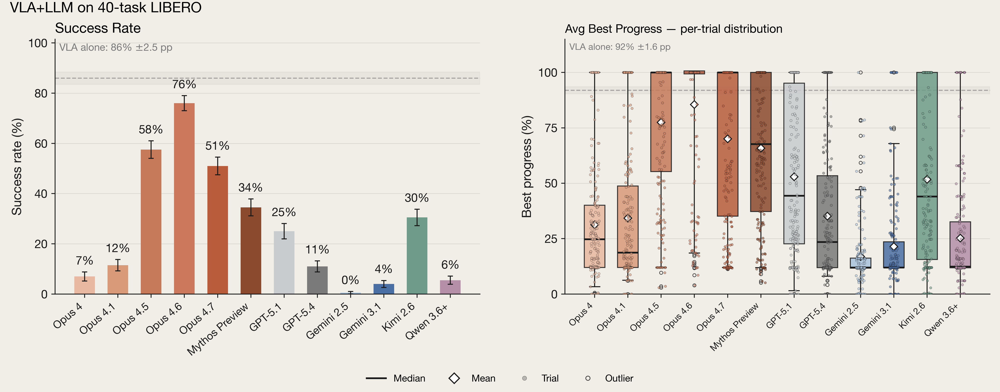 VLA+LLM on 40-task LIBERO
Success Rate
VLA alone: 86% ±2.5 pp
Success rate (%)
100
80
60
40
20
0
7%
12%
58%
76%
51%
34%
25%
11%
0%
4%
30%
6%
Opus 4
Opus 4.1
Opus 4.5
Opus 4.6
Opus 4.7
Mythos Preview
GPT-5.1
GPT-5.4
Gemini 2.5
Gemini 3.1
Kimi 2.6
Qwen 3.6+
Avg Best Progress — per-trial distribution
VLA alone: 92% ±1.6 pp
Best progress (%)
100
75
50
25
0
Opus 4
Opus 4.1
Opus 4.5
Opus 4.6
Opus 4.7
Mythos Preview
GPT-5.1
GPT-5.4
Gemini 2.5
Gemini 3.1
Kimi 2.6
Qwen 3.6+
Median
Mean
Trial
Outlier